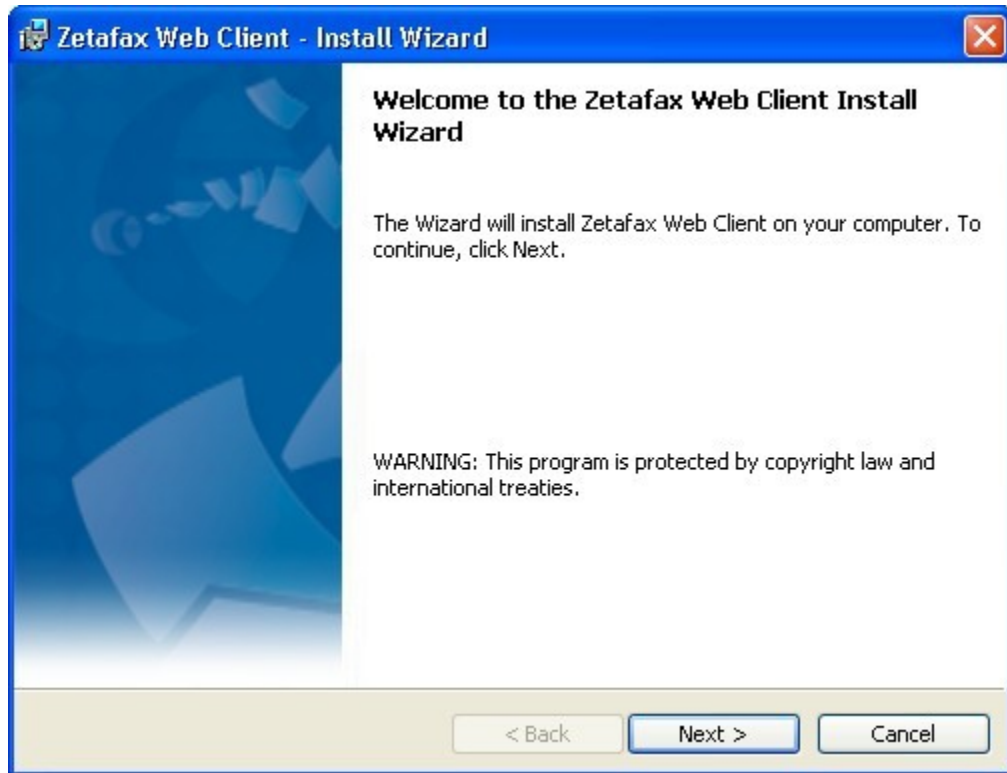 Zetafax Web Client - Install Wizard
Welcome to the Zetafax Web Client Install
Wizard
The Wizard will install Zetafax Web Client on your computer. To
continue, click Next.
WARNING: This program is protected by copyright law and
international treaties.
< Back
Next >
Cancel